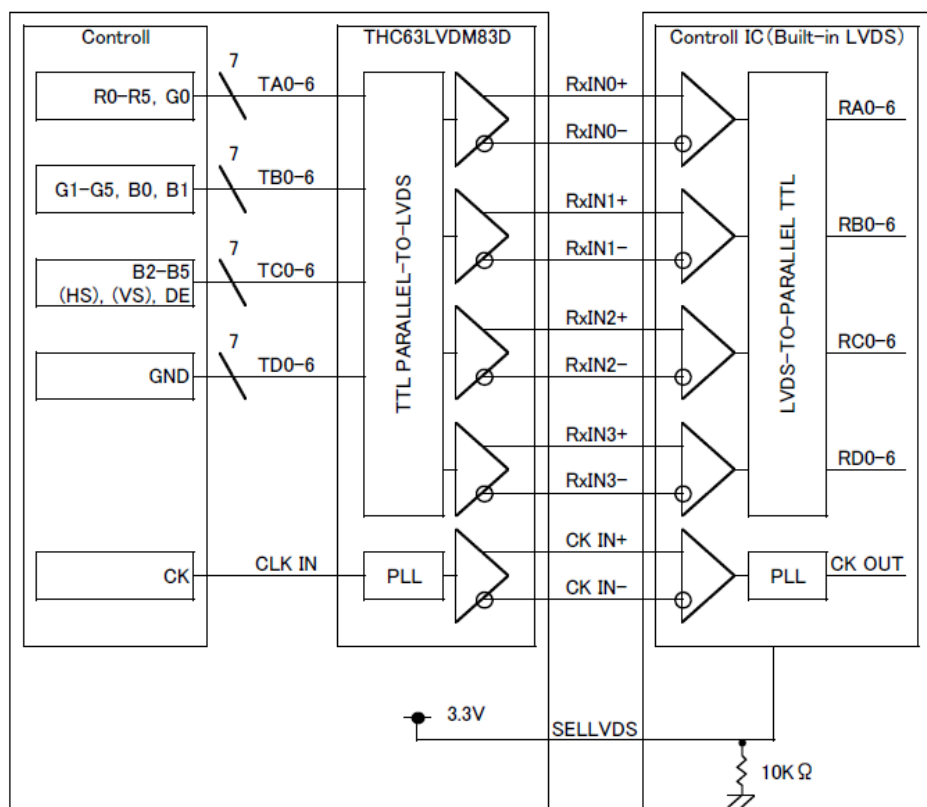 Controll
THC63LVDM83D
Controll IC(Built-in LVDS)
7
R0-R5, G0
TA0-6
RxIN0+
RxIN0-
RA0-6
7
G1-G5, B0, B1
TB0-6
RxIN1+
RxIN1-
RB0-6
7
B2-B5
(HS), (VS), DE
TC0-6
RxIN2+
RxIN2-
RC0-6
7
GND
TD0-6
RxIN3+
RxIN3-
RD0-6
TTL PARALLEL-TO-LVDS
LVDS-TO-PARALLEL TTL
CK
CLK IN
PLL
CK IN+
CK IN-
PLL
CK OUT
3.3V
SELLVDS
10KΩ